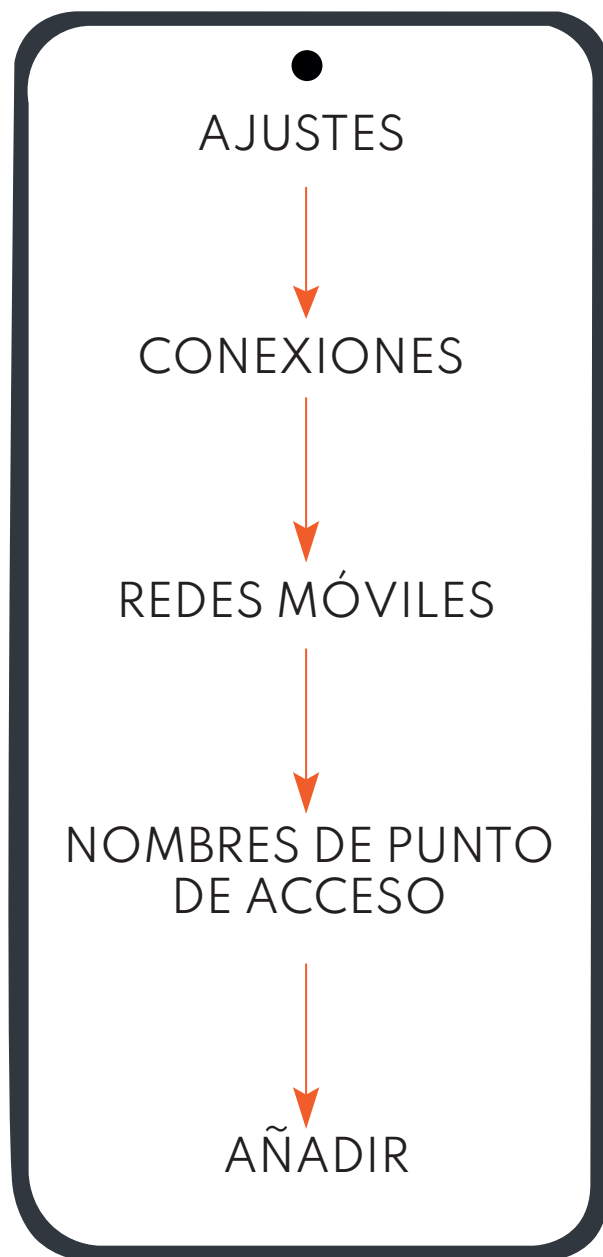 AJUSTES
CONEXIONES
REDES MÓVILES
NOMBRES DE PUNTO
DE ACCESO
AÑADIR